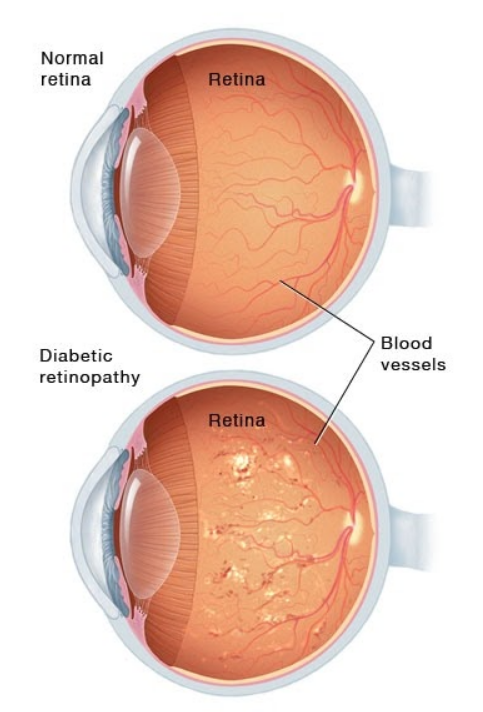 Normal
retina
Retina
Blood
vessels
Diabetic
retinopathy
Retina